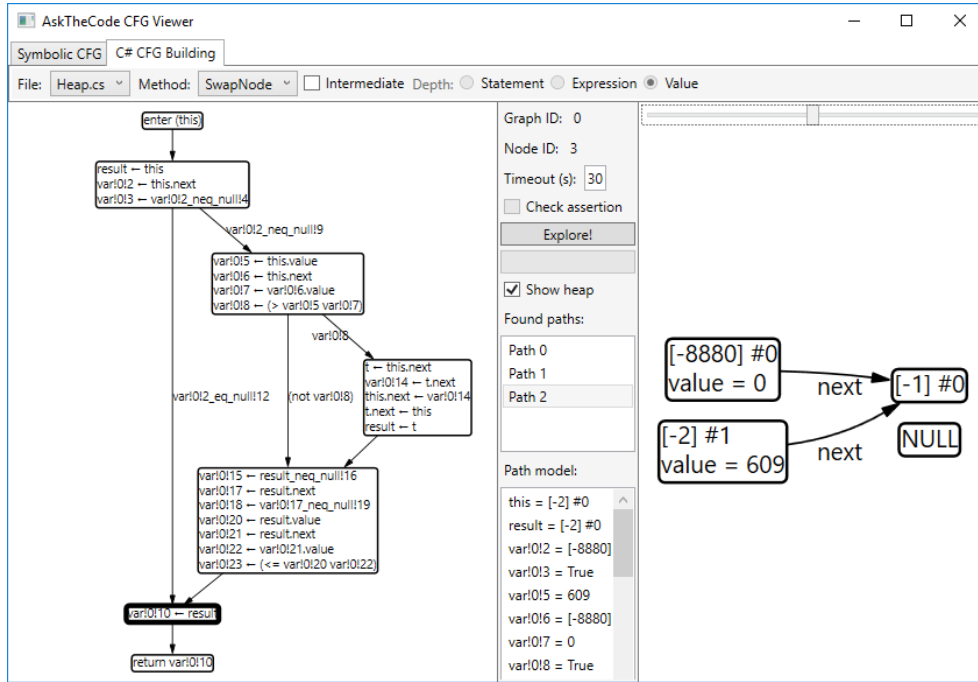 AskTheCode CFG Viewer
Symbolic CFG
C# CFG Building
File: Heap.cs Method: SwapNode Intermediate Depth: Statement Expression Value
enter (this)
result ← this
var!0!2 ← this.next
var!0!3 ← var!0!2_neq_null!4
var!0!2_neq_null!9
var!0!5 ← this.value
var!0!6 ← this.next
var!0!7 ← var!0!6.value
var!0!8 ← (> var!0!5 var!0!7)
var!0!8
t ← this.next
var!0!14 ← t.next
this.next ← var!0!14
t.next ← this
result ← t
var!0!2_eq_null!12
(not var!0!8)
var!0!15 ← result_neq_null!16
var!0!17 ← result.next
var!0!18 ← var!0!17_neq_null!19
var!0!20 ← result.value
var!0!21 ← result.next
var!0!22 ← var!0!21.value
var!0!23 ← (<= var!0!20 var!0!22)
var!0!10 ← result
return var!0!10
Graph ID: 0
Node ID: 3
Timeout (s): 30
Check assertion
Explore!
Show heap
Found paths:
Path 0
Path 1
Path 2
Path model:
this = [-2] #0
result = [-2] #0
var!0!2 = [-8880]
var!0!3 = True
var!0!5 = 609
var!0!6 = [-8880]
var!0!7 = 0
var!0!8 = True
[-8880] #0
value = 0
next
[-1] #0
[-2] #1
value = 609
next
NULL